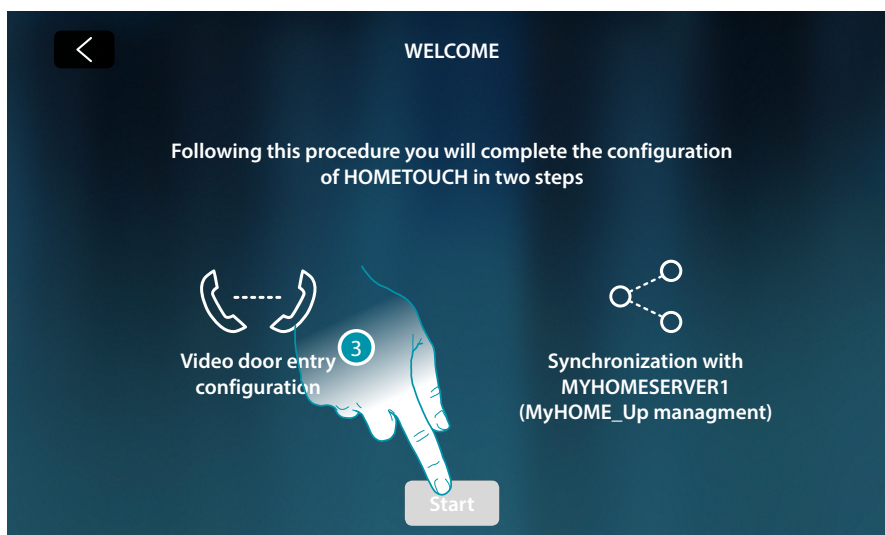 WELCOME
Following this procedure you will complete the configuration
of HOMETOUCH in two steps
3
Video door entry
configuration
Synchronization with
MYHOMESERVER1
(MyHOME_Up managment)
Start